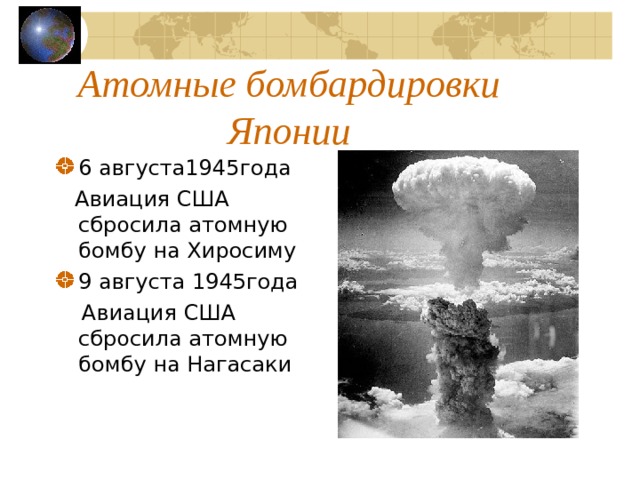 Атомные бомбардировки
Японии
6 августа1945года
Авиация США
сбросила атомную
бомбу на Хиросиму
9 августа 1945года
Авиация США
сбросила атомную
бомбу на Нагасаки